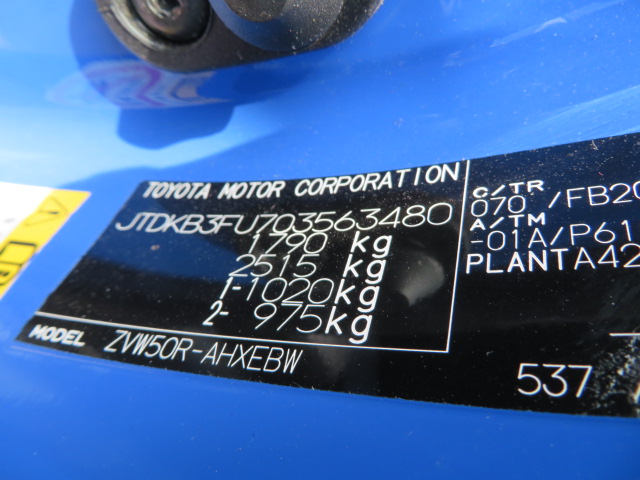 TOYOTA MOTOR CORPORATION
JTDKB3FU703563480
1790 kg
2515 kg
1-1020kg
2- 975kg
MODEL ZVW50R-AHXEBW
C/TR
070 /FB20
A/TM
-01A/P61
PLANTA42
537